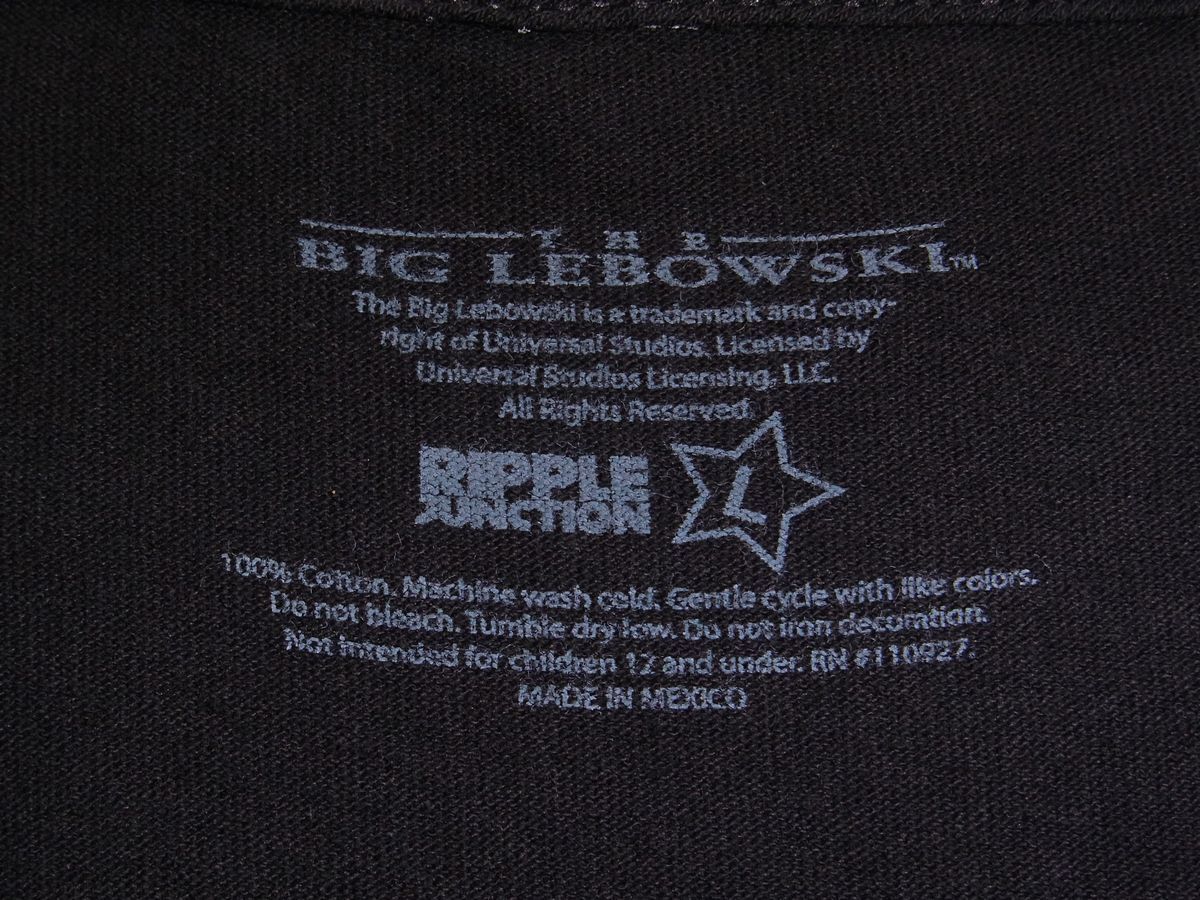 THE
BIG LEBOWSKI™
The Big Lebowski is a trademark and copy-
right of Universal Studios. Licensed by
Universal Studios Licensing, LLC.
All Rights Reserved.
RIPPLE
JUNCTION
L
100% Cotton. Machine wash cold. Gentle cycle with like colors.
Do not bleach. Tumble dry low. Do not iron decoration.
Not intended for children 12 and under. RN #110927.
MADE IN MEXICO